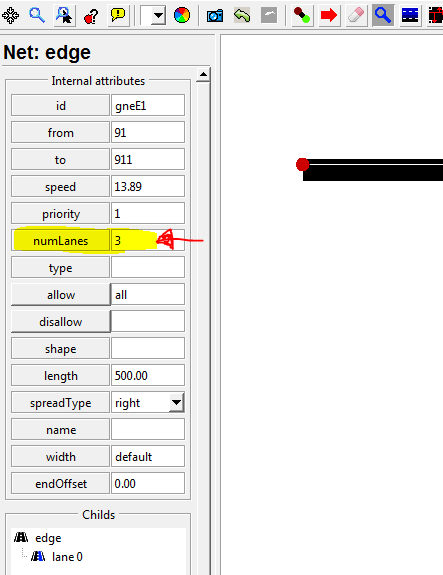 Net: edge
Internal attributes
id gneE1
from 91
to 911
speed 13.89
priority 1
numLanes 3
type
allow all
disallow
shape
length 500.00
spreadType right
name
width default
endOffset 0.00
Childs
edge
lane 0